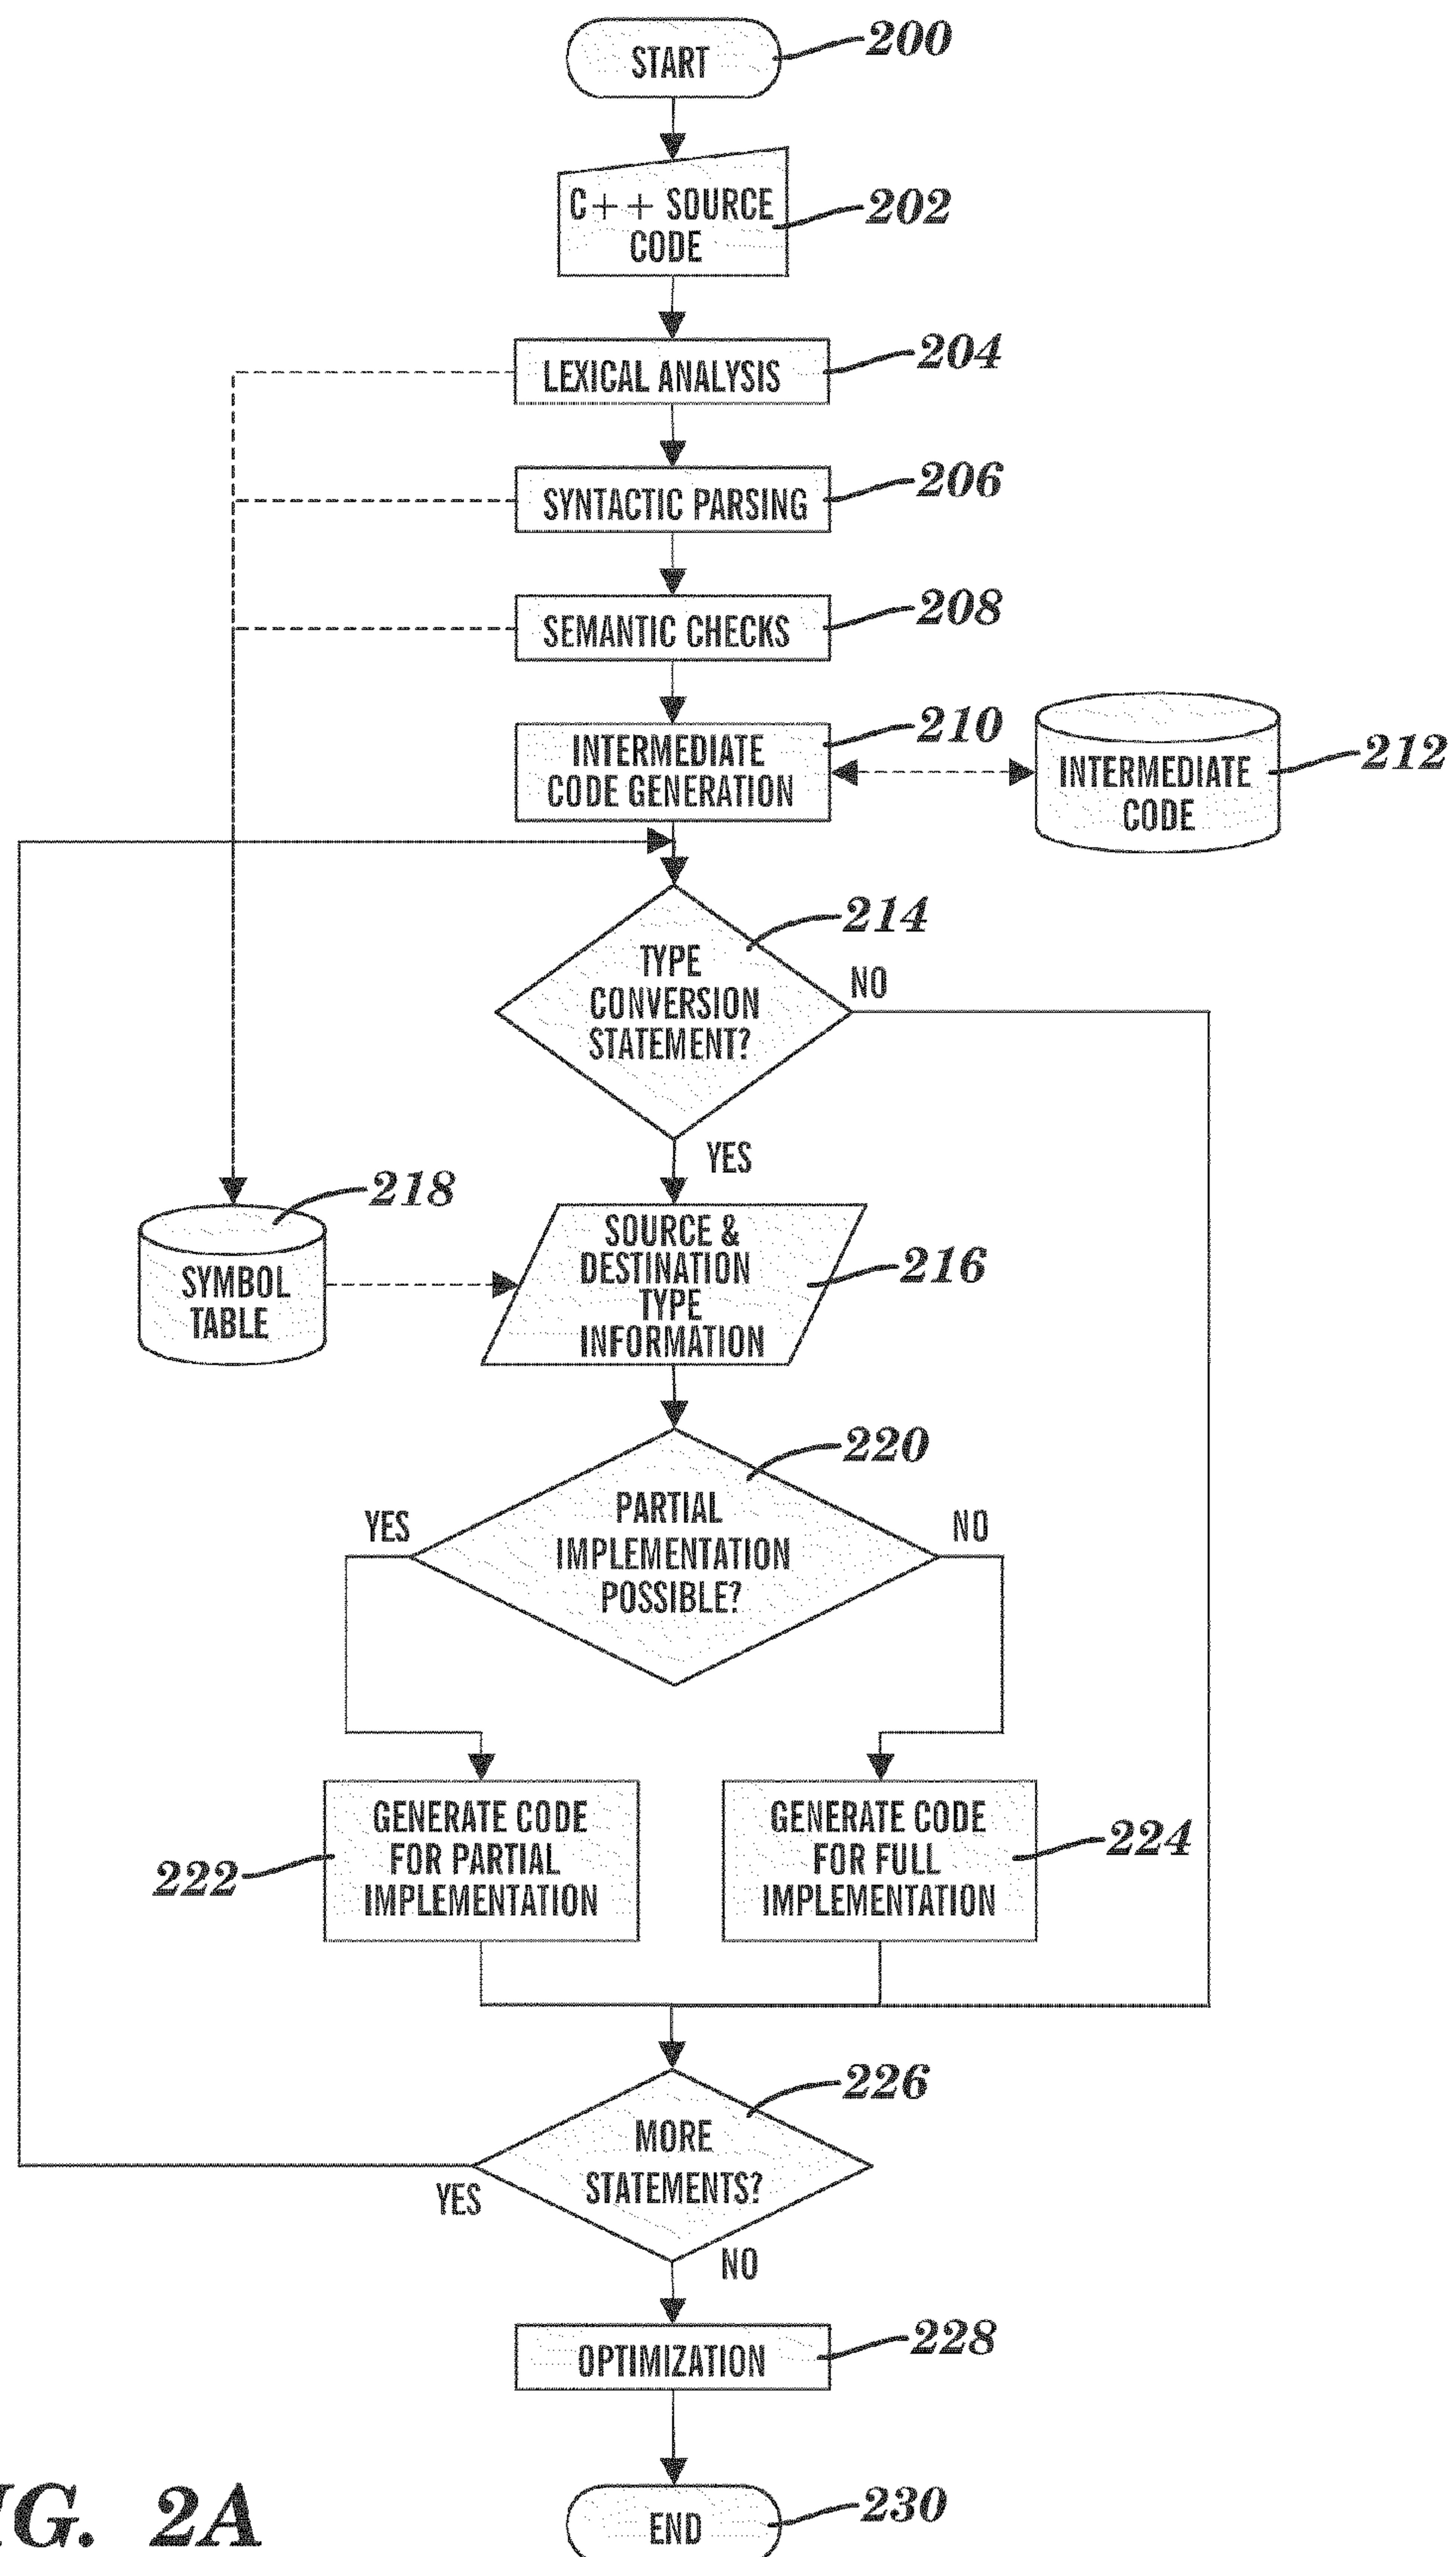 START
200
C++ SOURCE
CODE
202
LEXICAL ANALYSIS
204
SYNTACTIC PARSING
206
SEMANTIC CHECKS
208
INTERMEDIATE
CODE GENERATION
210
INTERMEDIATE
CODE
212
TYPE
CONVERSION
STATEMENT?
214
NO
YES
SYMBOL
TABLE
218
SOURCE &
DESTINATION
TYPE
INFORMATION
216
PARTIAL
IMPLEMENTATION
POSSIBLE?
220
YES
NO
GENERATE CODE
FOR PARTIAL
IMPLEMENTATION
222
GENERATE CODE
FOR FULL
IMPLEMENTATION
224
MORE
STATEMENTS?
226
YES
NO
OPTIMIZATION
228
END
230
IG. 2A